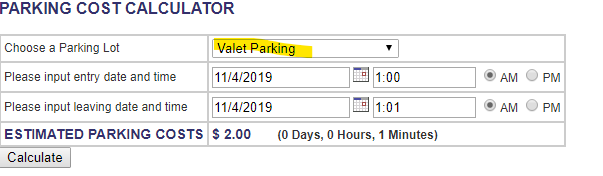 PARKING COST CALCULATOR
Choose a Parking Lot Valet Parking
Please input entry date and time 11/4/2019 1:00 AM PM
Please input leaving date and time 11/4/2019 1:01 AM PM
ESTIMATED PARKING COSTS $ 2.00 (0 Days, 0 Hours, 1 Minutes)
Calculate